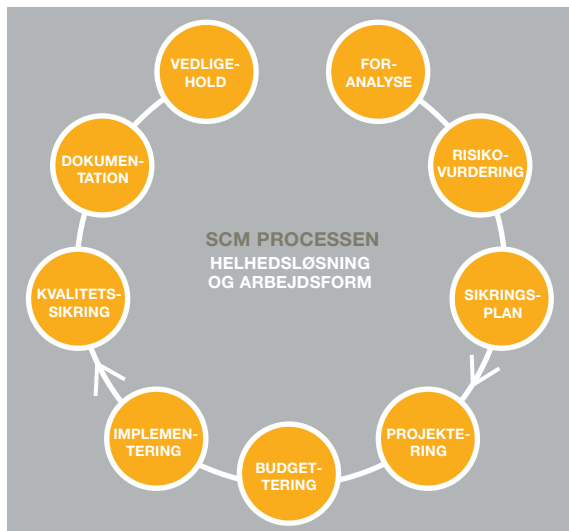 VEDLIGE-
HOLD
FOR-
ANALYSE
DOKUMEN-
TATION
RISIKO-
VURDERING
SCM PROCESSEN
HELHEDSLØSNING
OG ARBEJDSFORM
KVALITETS-
SIKRING
SIKRINGS-
PLAN
IMPLEMEN-
TERING
PROJEKTE-
RING
BUDGET-
TERING